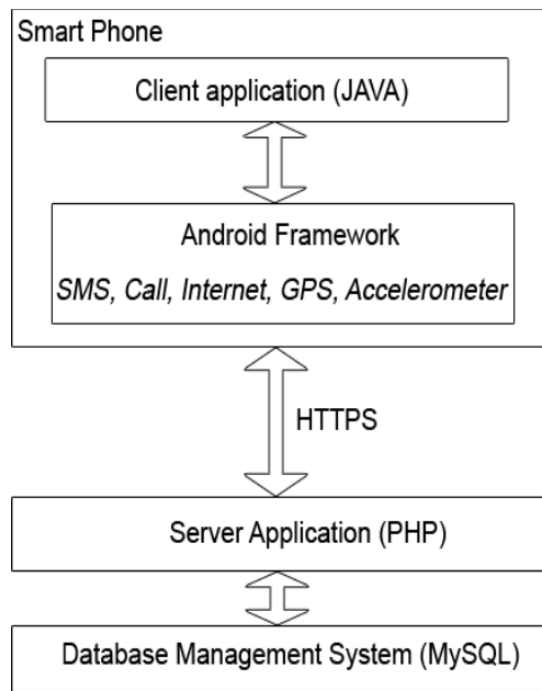 Smart Phone
Client application (JAVA)
Android Framework
SMS, Call, Internet, GPS, Accelerometer
HTTPS
Server Application (PHP)
Database Management System (MySQL)